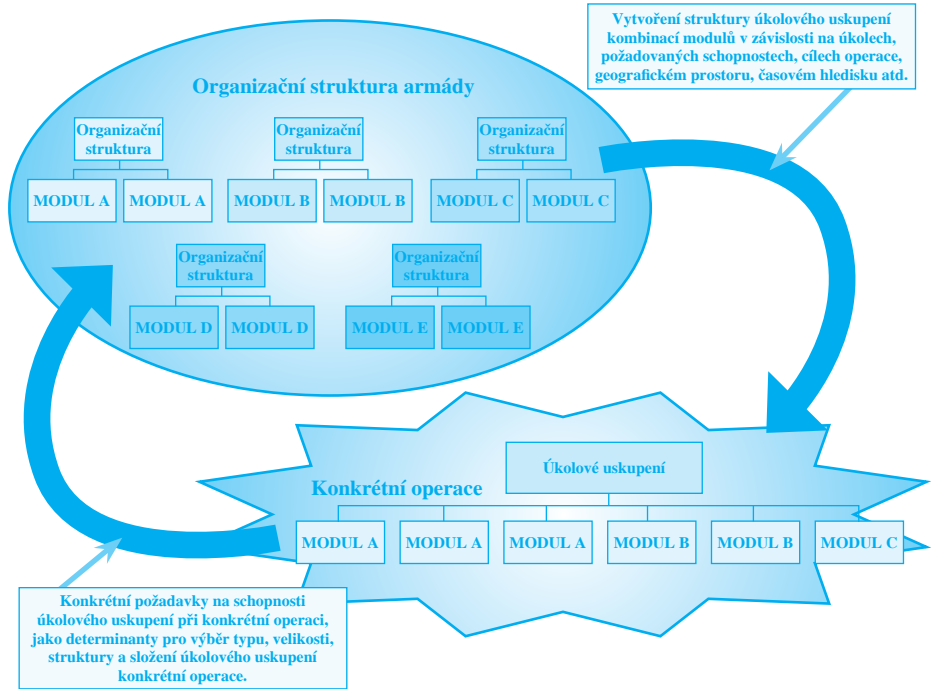 Vytvoření struktury úkolového uskupení
kombinací modulů v závislosti na úkolech,
požadovaných schopnostech, cílech operace,
geografickém prostoru, časovém hledisku atd.
Organizační struktura armády
Organizační
struktura
MODUL A
MODUL A
Organizační
struktura
MODUL B
MODUL B
Organizační
struktura
MODUL C
MODUL C
Organizační
struktura
MODUL D
MODUL D
Organizační
struktura
MODUL E
MODUL E
Úkolové uskupení
Konkrétní operace
MODUL A
MODUL A
MODUL A
MODUL B
MODUL B
MODUL C
Konkrétní požadavky na schopnosti
úkolového uskupení při konkrétní operaci,
jako determinanty pro výběr typu, velikosti,
struktury a složení úkolového uskupení
konkrétní operace.